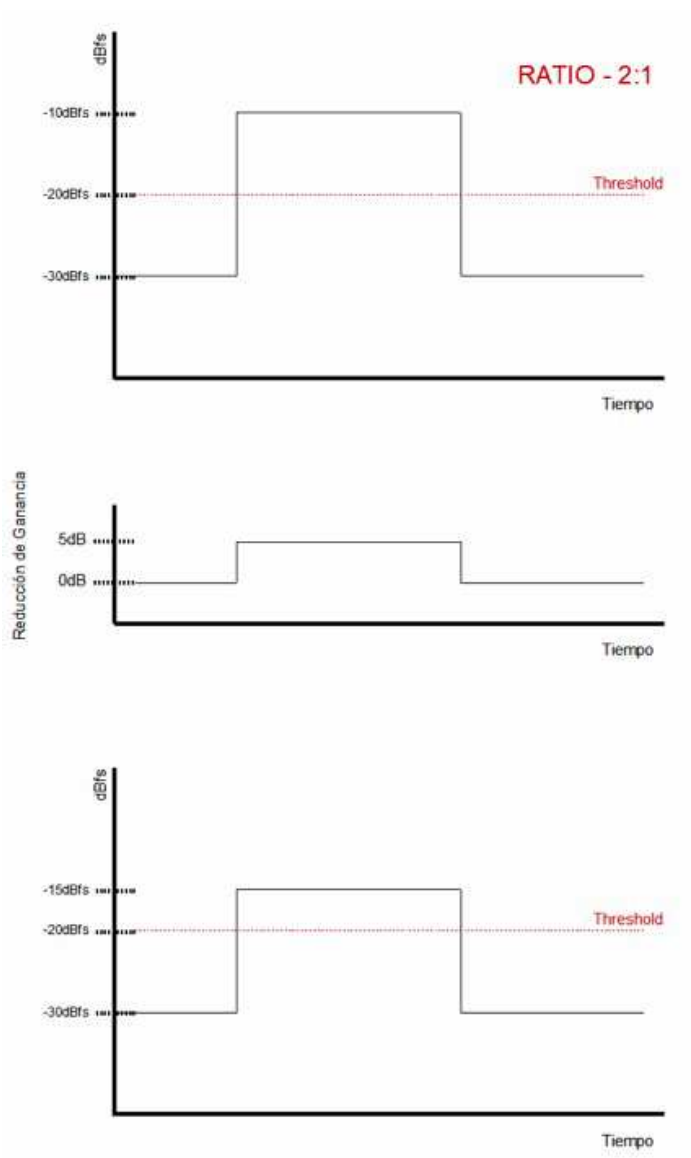 dBfs
RATIO - 2:1
-10dBfs
Threshold
-20dBfs
-30dBfs
Tiempo
Reducción de Ganancia
5dB
0dB
Tiempo
dBfs
-15dBfs
Threshold
-20dBfs
-30dBfs
Tiempo